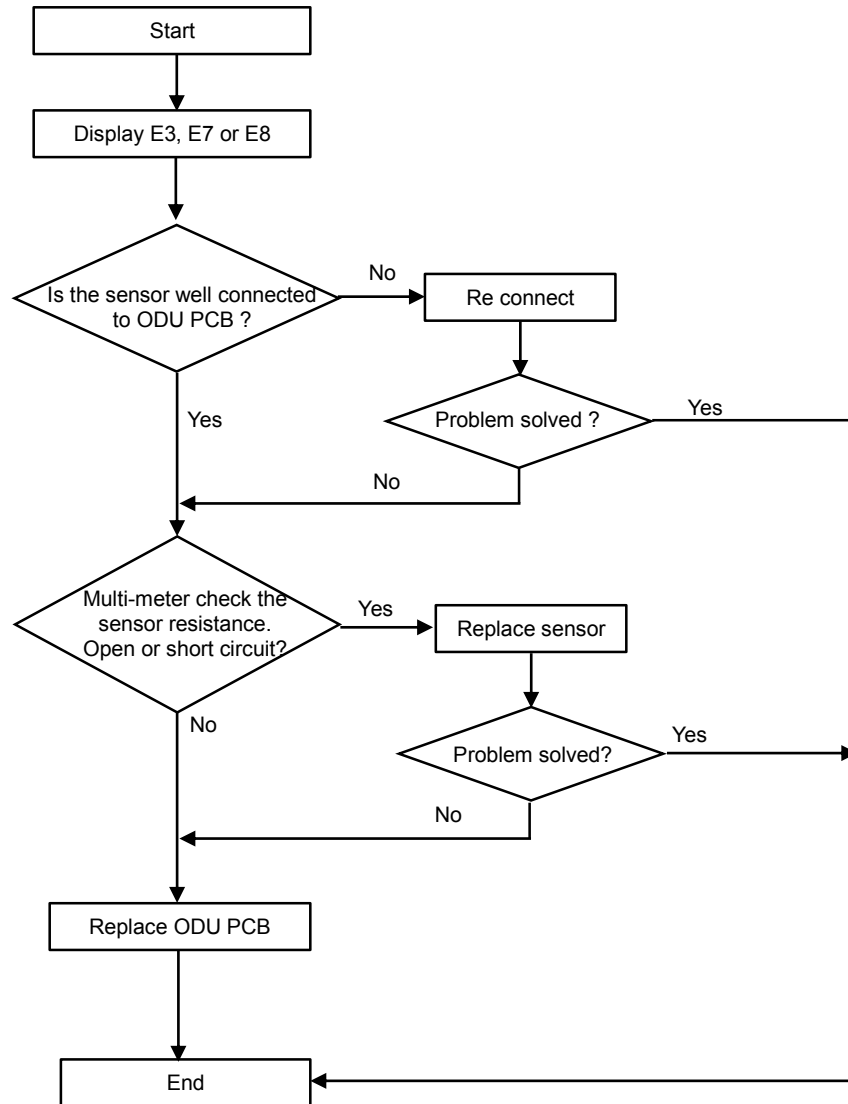 Start
Display E3, E7 or E8
Is the sensor well connected
to ODU PCB ?
No
Re connect
Yes
Problem solved ?
Yes
No
Multi-meter check the
sensor resistance.
Open or short circuit?
Yes
Replace sensor
No
Problem solved?
Yes
No
Replace ODU PCB
End